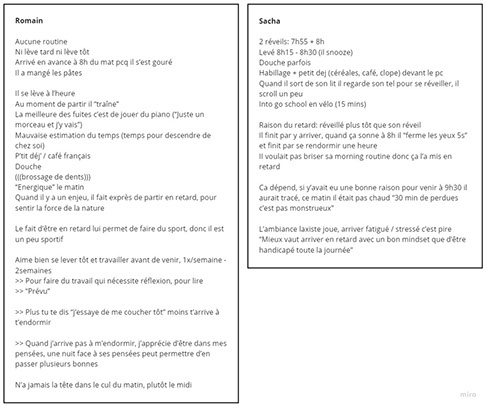 Romain
Aucune routine
Ni lève tard ni lève tôt
Arrivé en avance à 8h du mat pcq il s'est gouré
Il a mangé les pâtes
Il se lève à l'heure
Au moment de partir il "traîne"
La meilleure des fuites c'est de jouer du piano ("Juste un
morceau et j'y vais")
Mauvaise estimation du temps (temps pour descendre de
chez soi)
P'tit déj' / café français
Douche
(((brossage de dents)))
"Energique" le matin
Quand il y a un enjeu, il fait exprès de partir en retard, pour
sentir la force de la nature
Le fait d'être en retard lui permet de faire du sport, donc il est
un peu sportif
Aime bien se lever tôt et travailler avant de venir, 1x/semaine -
2semaines
>> Pour faire du travail qui nécessite réflexion, pour lire
>> "Prévu"
>> Plus tu te dis "j'essaye de me coucher tôt" moins t'arrive à
t'endormir
>> Quand j'arrive pas à m'endormir, j'apprécie d'être dans mes
pensées, une nuit face à ses pensées peut permettre d'en
passer plusieurs bonnes
N'a jamais la tête dans le cul du matin, plutôt le midi
Sacha
2 réveils: 7h55 + 8h
Levé 8h15 - 8h30 (il snooze)
Douche parfois
Habillage + petit dej (céréales, café, clope) devant le pc
Quand il sort de son lit il regarde son tel pour se réveiller, il
scroll un peu
Into go school en vélo (15 mins)
Raison du retard: réveillé plus tôt que son réveil
Il finit par y arriver, quand ça sonne à 8h il "ferme les yeux 5s"
et finit par se rendormir une heure
Il voulait pas briser sa morning routine donc ça l'a mis en
retard
Ca dépend, si y'avait eu une bonne raison pour venir à 9h30 il
aurait tracé, ce matin il était pas chaud "30 min de perdues
c'est pas monstrueux"
L'ambiance laxiste joue, arriver fatigué / stressé c'est pire
"Mieux vaut arriver en retard avec un bon mindset que d'être
handicapé toute la journée"
miro